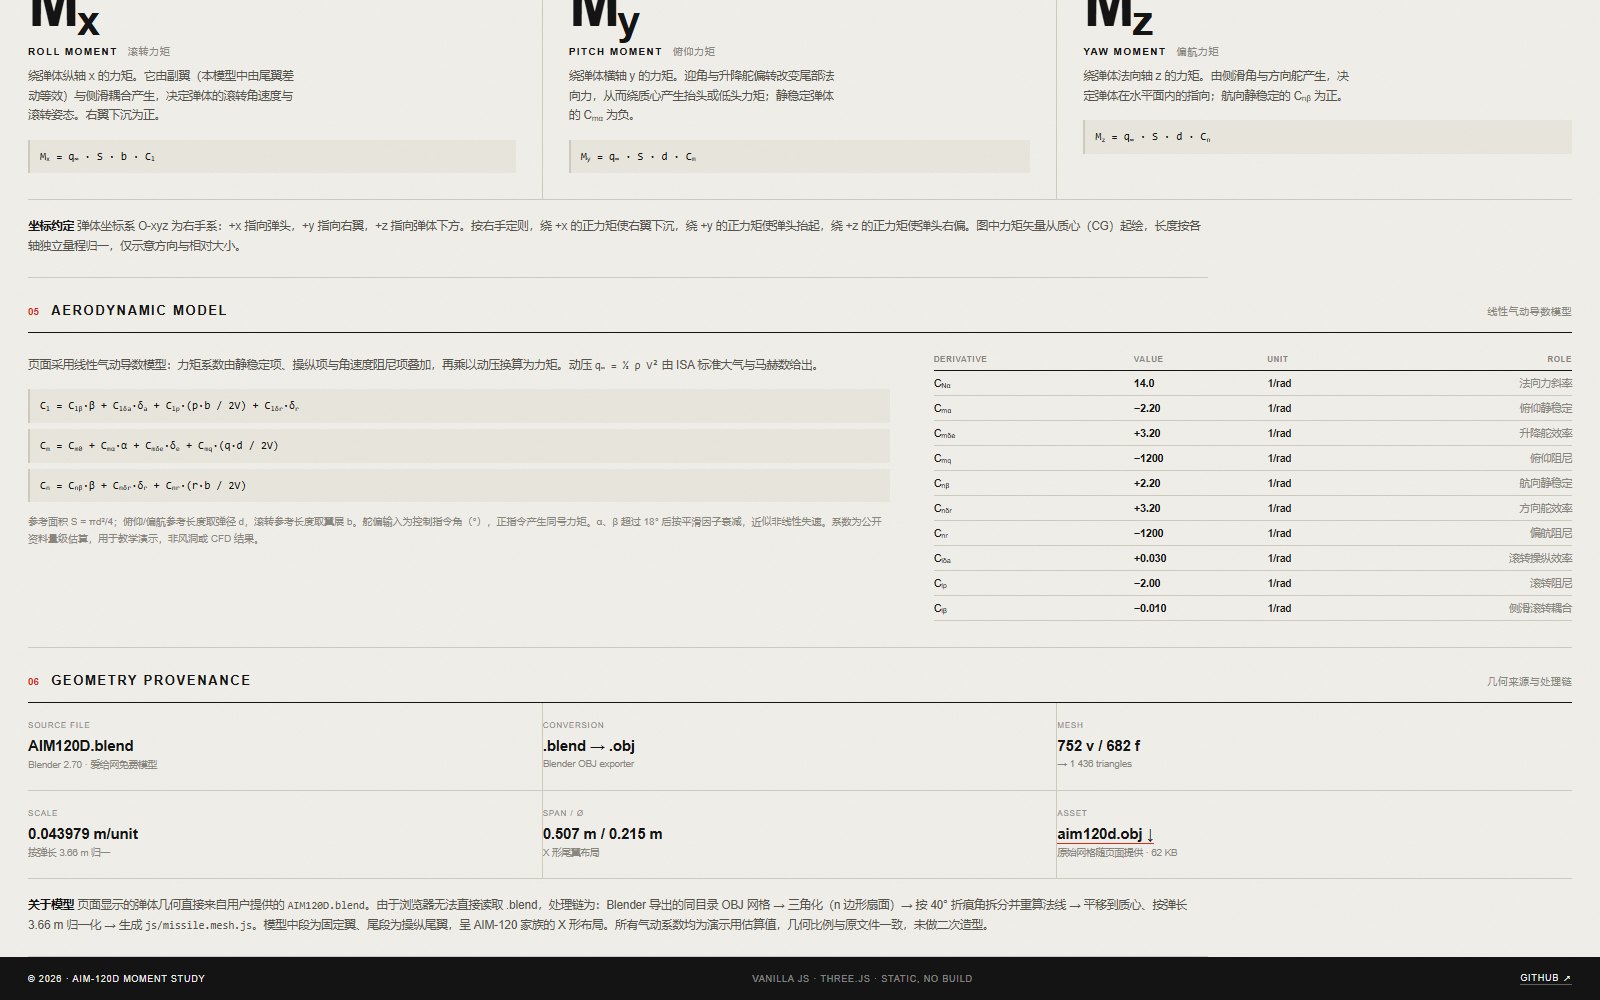 Mx
ROLL MOMENT 滚转力矩
绕弹体纵轴 x 的力矩。它由副翼（本模型中由尾翼差
动等效）与侧滑耦合产生，决定弹体的滚转角速度与
滚转姿态。右翼下沉为正。
Mₓ = q∞ · S · b · Cₗ
My
PITCH MOMENT 俯仰力矩
绕弹体横轴 y 的力矩。迎角与升降舵偏转改变尾部法
向力，从而绕质心产生抬头或低头力矩；静稳定弹体
的 Cmα 为负。
My = q∞ · S · d · Cm
Mz
YAW MOMENT 偏航力矩
绕弹体法向轴 z 的力矩。由侧滑角与方向舵产生，决
定弹体在水平面内的指向；航向静稳定的 Cnβ 为正。
Mz = q∞ · S · d · Cn
坐标约定 弹体坐标系 O-xyz 为右手系：+x 指向弹头，+y 指向右翼，+z 指向弹体下方。按右手定则，绕 +x 的正力矩使右翼下沉，绕 +y 的正力矩使弹头抬起，绕 +z 的正力矩使弹头右偏。图中力矩矢量从质心（CG）起绘，长度按各
轴独立量程归一，仅示意方向与相对大小。
05 AERODYNAMIC MODEL
线性气动导数模型
页面采用线性气动导数模型：力矩系数由静稳定项、操纵项与角速度阻尼项叠加，再乘以动压换算为力矩。动压 q∞ = ½ ρ V² 由 ISA 标准大气与马赫数给出。
Cl = Clβ·β + Clδa·δa + Clp·(p·b / 2V) + Clδr·δr
Cm = Cm0 + Cmα·α + Cmδe·δe + Cmq·(q·d / 2V)
Cn = Cnβ·β + Cnδr·δr + Cnr·(r·b / 2V)
参考面积 S = πd²/4；俯仰/偏航参考长度取弹径 d，滚转参考长度取翼展 b。舵偏输入为控制指令角（°），正指令产生同号力矩。α、β 超过 18° 后按平滑因子衰减，近似非线性失速。系数为公开
资料量级估算，用于教学演示，非风洞或 CFD 结果。
DERIVATIVE VALUE UNIT ROLE
CNα 14.0 1/rad 法向力斜率
Cmα −2.20 1/rad 俯仰静稳定
Cmδe +3.20 1/rad 升降舵效率
Cmq −1200 1/rad 俯仰阻尼
Cnβ +2.20 1/rad 航向静稳定
Cnδr +3.20 1/rad 方向舵效率
Cnr −1200 1/rad 偏航阻尼
Clδa +0.030 1/rad 滚转操纵效率
Clp −2.00 1/rad 滚转阻尼
Clβ −0.010 1/rad 侧滑滚转耦合
06 GEOMETRY PROVENANCE
几何来源与处理链
SOURCE FILE
AIM120D.blend
Blender 2.70 · 爱给网免费模型
CONVERSION
.blend → .obj
Blender OBJ exporter
MESH
752 v / 682 f
→ 1 436 triangles
SCALE
0.043979 m/unit
按弹长 3.66 m 归一
SPAN / Ø
0.507 m / 0.215 m
X 形尾翼布局
ASSET
aim120d.obj ↓
原始网格随页面提供 · 62 KB
关于模型 页面显示的弹体几何直接来自用户提供的 AIM120D.blend。由于浏览器无法直接读取 .blend，处理链为：Blender 导出的同目录 OBJ 网格 → 三角化（n 边形扇面）→ 按 40° 折痕角拆分并重算法线 → 平移到质心、按弹长
3.66 m 归一化 → 生成 js/missile.mesh.js。模型中段为固定翼、尾段为操纵尾翼，呈 AIM-120 家族的 X 形布局。所有气动系数均为演示用估算值，几何比例与原文件一致，未做二次造型。
© 2026 · AIM-120D MOMENT STUDY
VANILLA JS · THREE.JS · STATIC, NO BUILD
GITHUB ↗